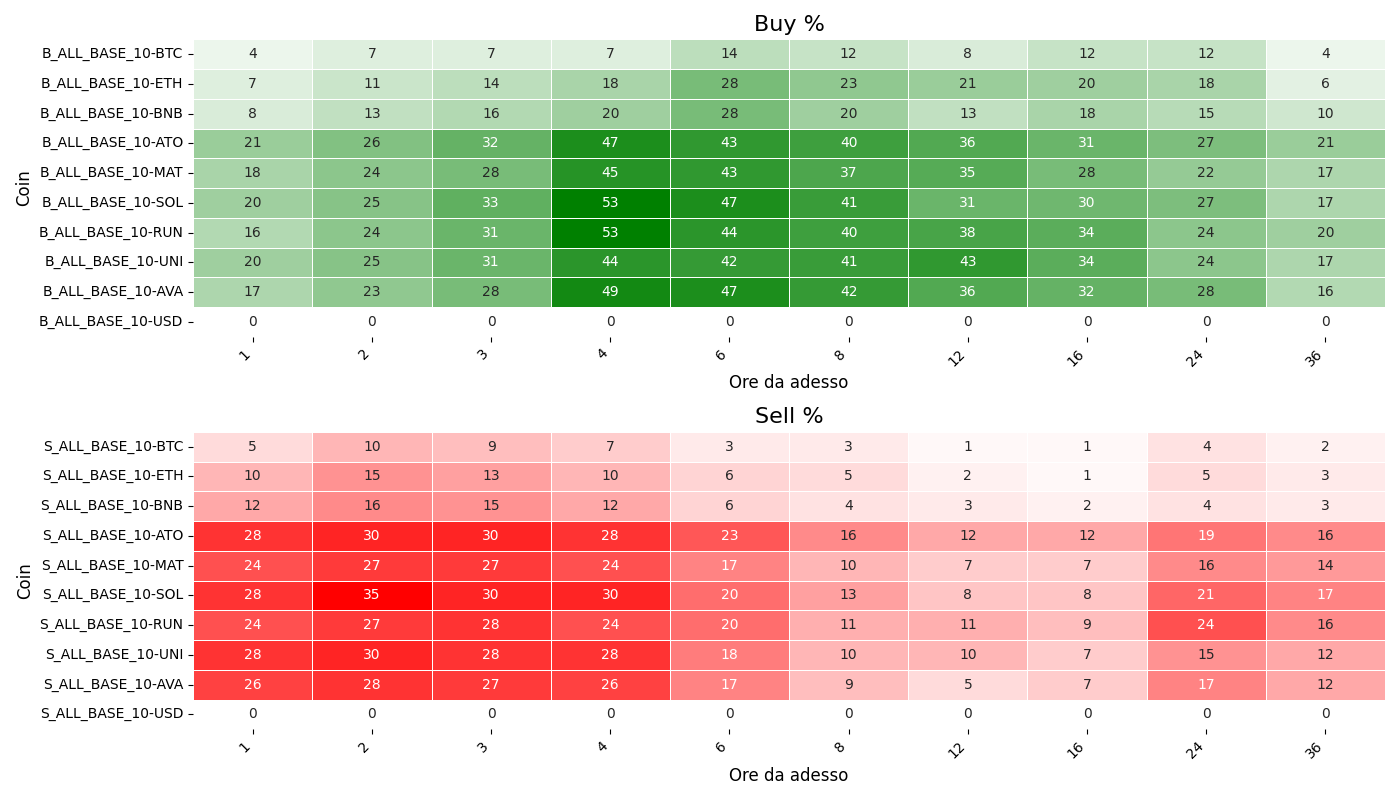 Buy %
Coin
B_ALL_BASE_10-BTC 4 7 7 7 14 12 8 12 12 4
B_ALL_BASE_10-ETH 7 11 14 18 28 23 21 20 18 6
B_ALL_BASE_10-BNB 8 13 16 20 28 20 13 18 15 10
B_ALL_BASE_10-ATO 21 26 32 47 43 40 36 31 27 21
B_ALL_BASE_10-MAT 18 24 28 45 43 37 35 28 22 17
B_ALL_BASE_10-SOL 20 25 33 53 47 41 31 30 27 17
B_ALL_BASE_10-RUN 16 24 31 53 44 40 38 34 24 20
B_ALL_BASE_10-UNI 20 25 31 44 42 41 43 34 24 17
B_ALL_BASE_10-AVA 17 23 28 49 47 42 36 32 28 16
B_ALL_BASE_10-USD 0 0 0 0 0 0 0 0 0 0
1 2 3 4 6 8 12 16 24 36
Ore da adesso
Sell %
Coin
S_ALL_BASE_10-BTC 5 10 9 7 3 3 1 1 4 2
S_ALL_BASE_10-ETH 10 15 13 10 6 5 2 1 5 3
S_ALL_BASE_10-BNB 12 16 15 12 6 4 3 2 4 3
S_ALL_BASE_10-ATO 28 30 30 28 23 16 12 12 19 16
S_ALL_BASE_10-MAT 24 27 27 24 17 10 7 7 16 14
S_ALL_BASE_10-SOL 28 35 30 30 20 13 8 8 21 17
S_ALL_BASE_10-RUN 24 27 28 24 20 11 11 9 24 16
S_ALL_BASE_10-UNI 28 30 28 28 18 10 10 7 15 12
S_ALL_BASE_10-AVA 26 28 27 26 17 9 5 7 17 12
S_ALL_BASE_10-USD 0 0 0 0 0 0 0 0 0 0
1 2 3 4 6 8 12 16 24 36
Ore da adesso